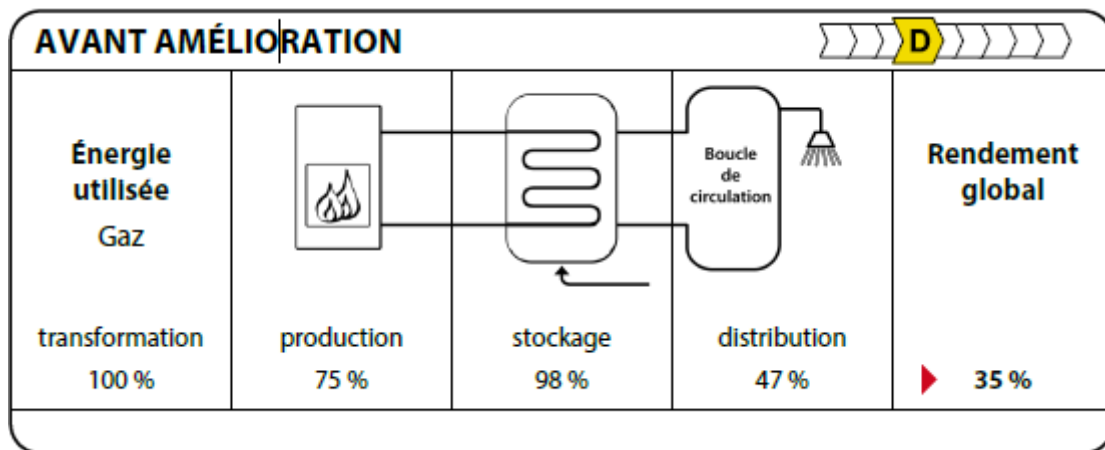 AVANT AMÉLIORATION
D
Énergie
utilisée
Gaz
transformation
100 %
production
75 %
stockage
98 %
Boucle
de
circulation
distribution
47 %
Rendement
global
35 %